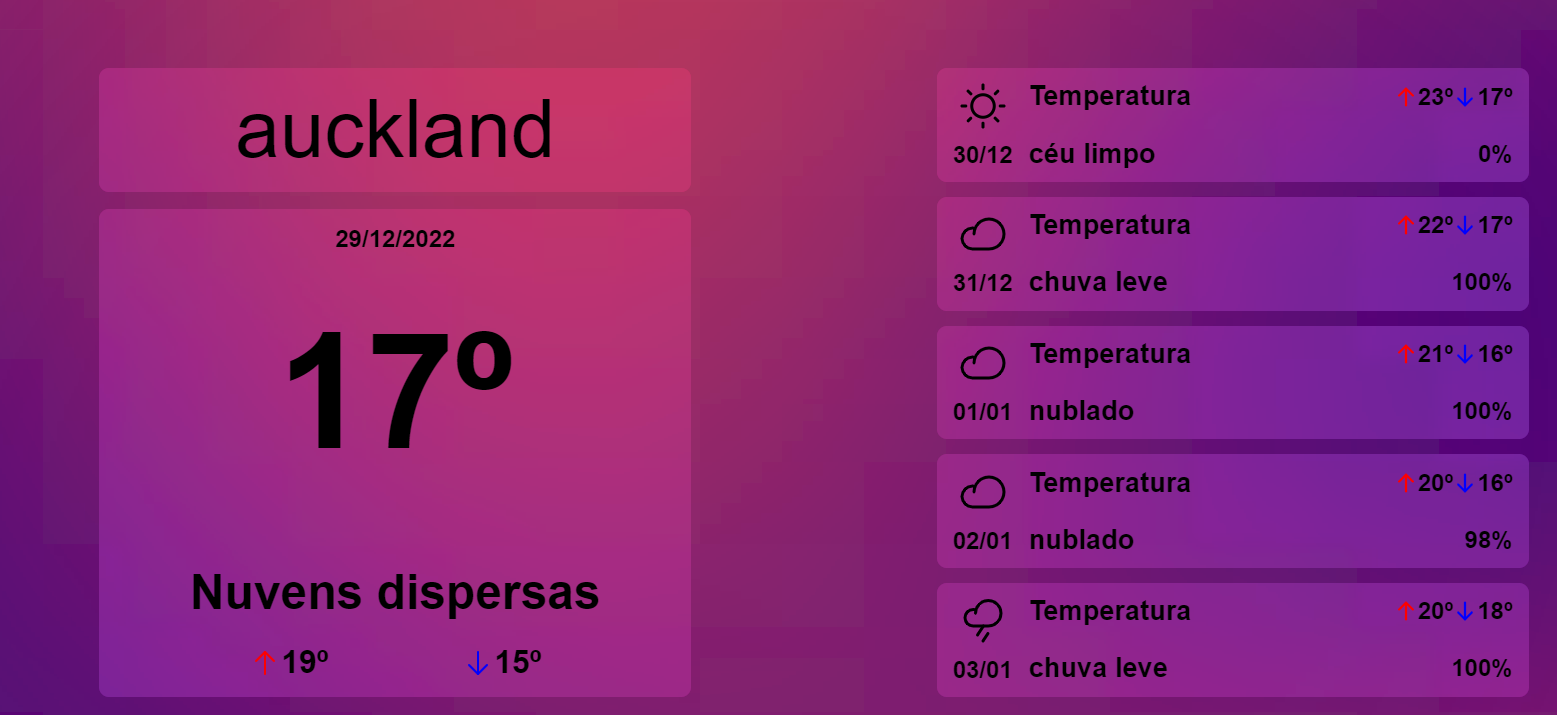 auckland
29/12/2022
17º
Nuvens dispersas
↑19º ↓15º
Temperatura ↑23º↓17º
30/12 céu limpo 0%
Temperatura ↑22º↓17º
31/12 chuva leve 100%
Temperatura ↑21º↓16º
01/01 nublado 100%
Temperatura ↑20º↓16º
02/01 nublado 98%
Temperatura ↑20º↓18º
03/01 chuva leve 100%